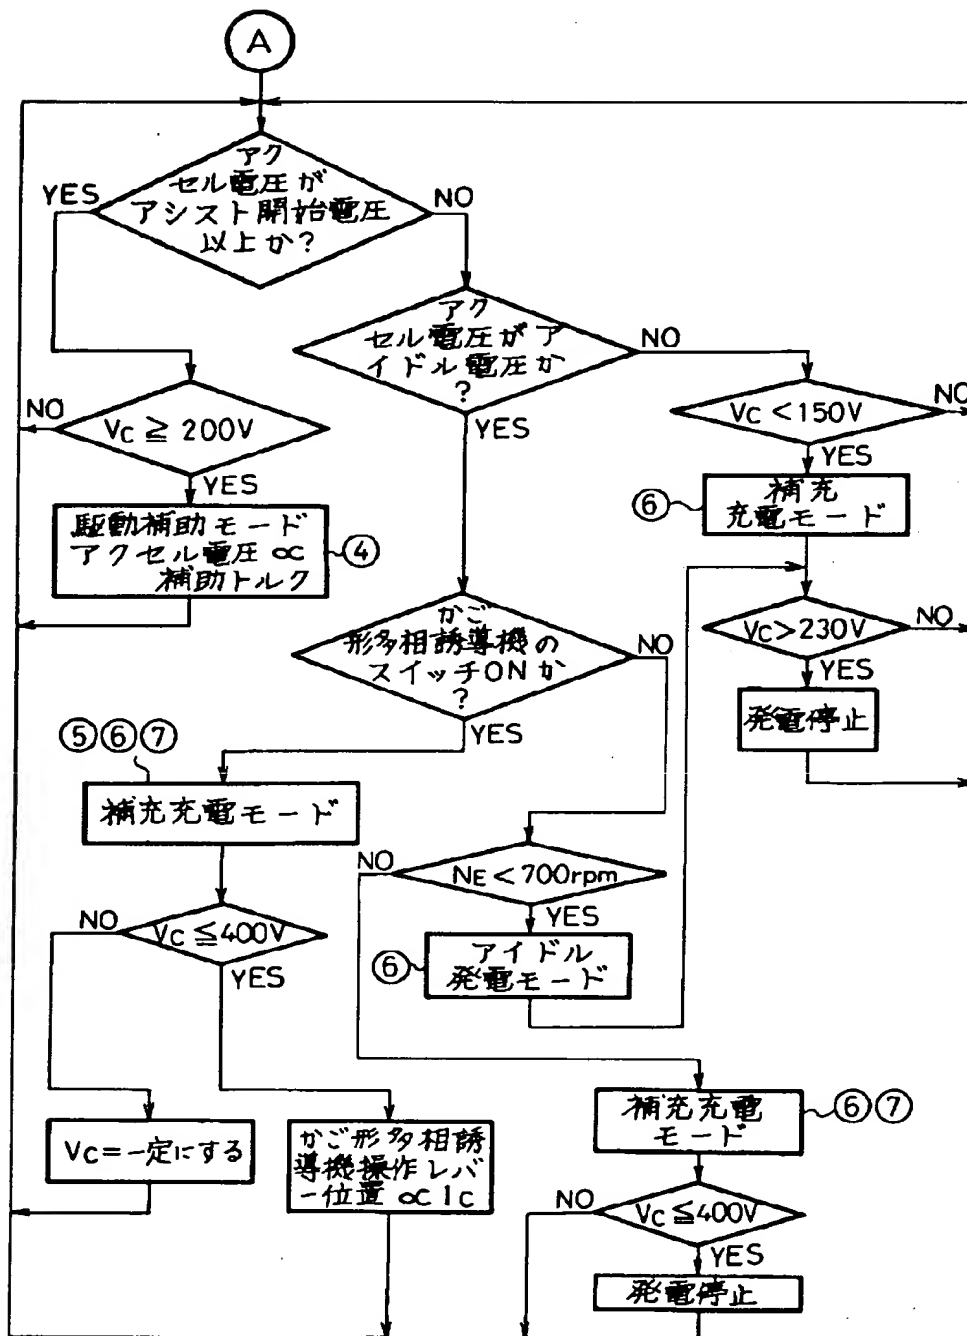 A
アク
セル電圧が
アシスト開始電圧
以上か?
YES
NO
アク
セル電圧がア
イドル電圧か
?
NO
YES
NO
VC ≧ 200V
YES
VC < 150V
NO
YES
駆動補助モード
アクセル電圧 ∝
補助トルク
④
⑥
補充
充電モード
かご
形多相誘導機の
スイッチONか
?
NO
YES
VC > 230V
NO
YES
発電停止
⑤⑥⑦
補充充電モード
NO
NE < 700rpm
YES
NO
VC ≦ 400V
YES
⑥
アイドル
発電モード
VC = 一定にする
かご形多相誘
導機操作レバ
ー位置 ∝ Ic
補充充電
モード
⑥⑦
NO
VC ≦ 400V
YES
発電停止